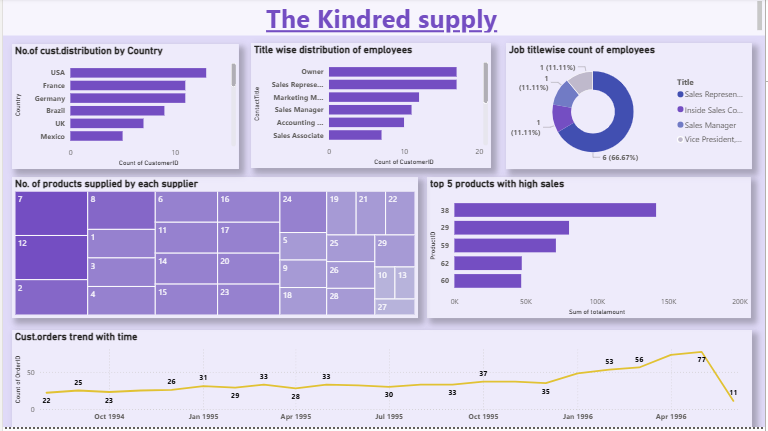 The Kindred supply
No.of cust.distribution by Country
Country
USA
France
Germany
Brazil
UK
Mexico
0 10
Count of CustomerID
Title wise distribution of employees
ContactTitle
Owner
Sales Represe...
Marketing M...
Sales Manager
Accounting ...
Sales Associate
0 10 20
Count of CustomerID
Job titlewise count of employees
1 (11.11%)
1
(11.11%)
1
(11.11%)
6 (66.67%)
Title
Sales Represen...
Inside Sales Co...
Sales Manager
Vice President,...
No. of products supplied by each supplier
7 8 6 16 24 19 21 22
1 11 17
12 5 25 29
3 14 20 9 26 10 13
2 4 15 23 18 28 27
top 5 products with high sales
ProductID
38
29
59
62
60
0K 50K 100K 150K 200K
Sum of totalamount
Cust.orders trend with time
Count of OrderID
50
0
22 25 23 26 31 29 33 28 33 30 33 37 35 53 56 77 11
Oct 1994 Jan 1995 Apr 1995 Jul 1995 Oct 1995 Jan 1996 Apr 1996